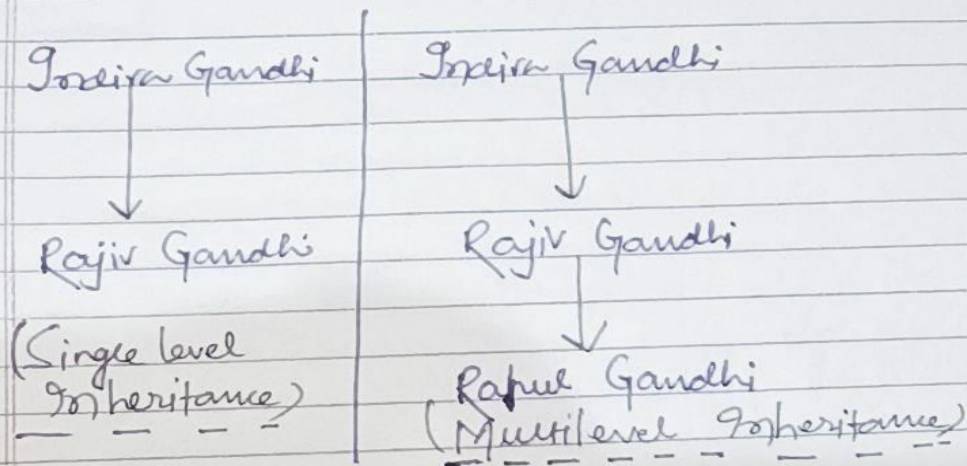 Indira Gandhi
Rajiv Gandhi
(Single level
Inheritance)
Indira Gandhi
Rajiv Gandhi
Rahul Gandhi
(Multilevel Inheritance)